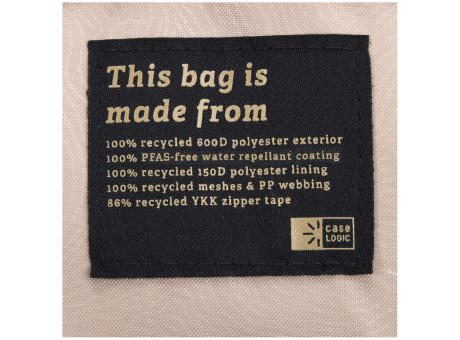 This bag is
made from
100% recycled 600D polyester exterior
100% PFAS-free water repellant coating
100% recycled 150D polyester lining
100% recycled meshes & PP webbing
86% recycled YKK zipper tape
case
LOGIC